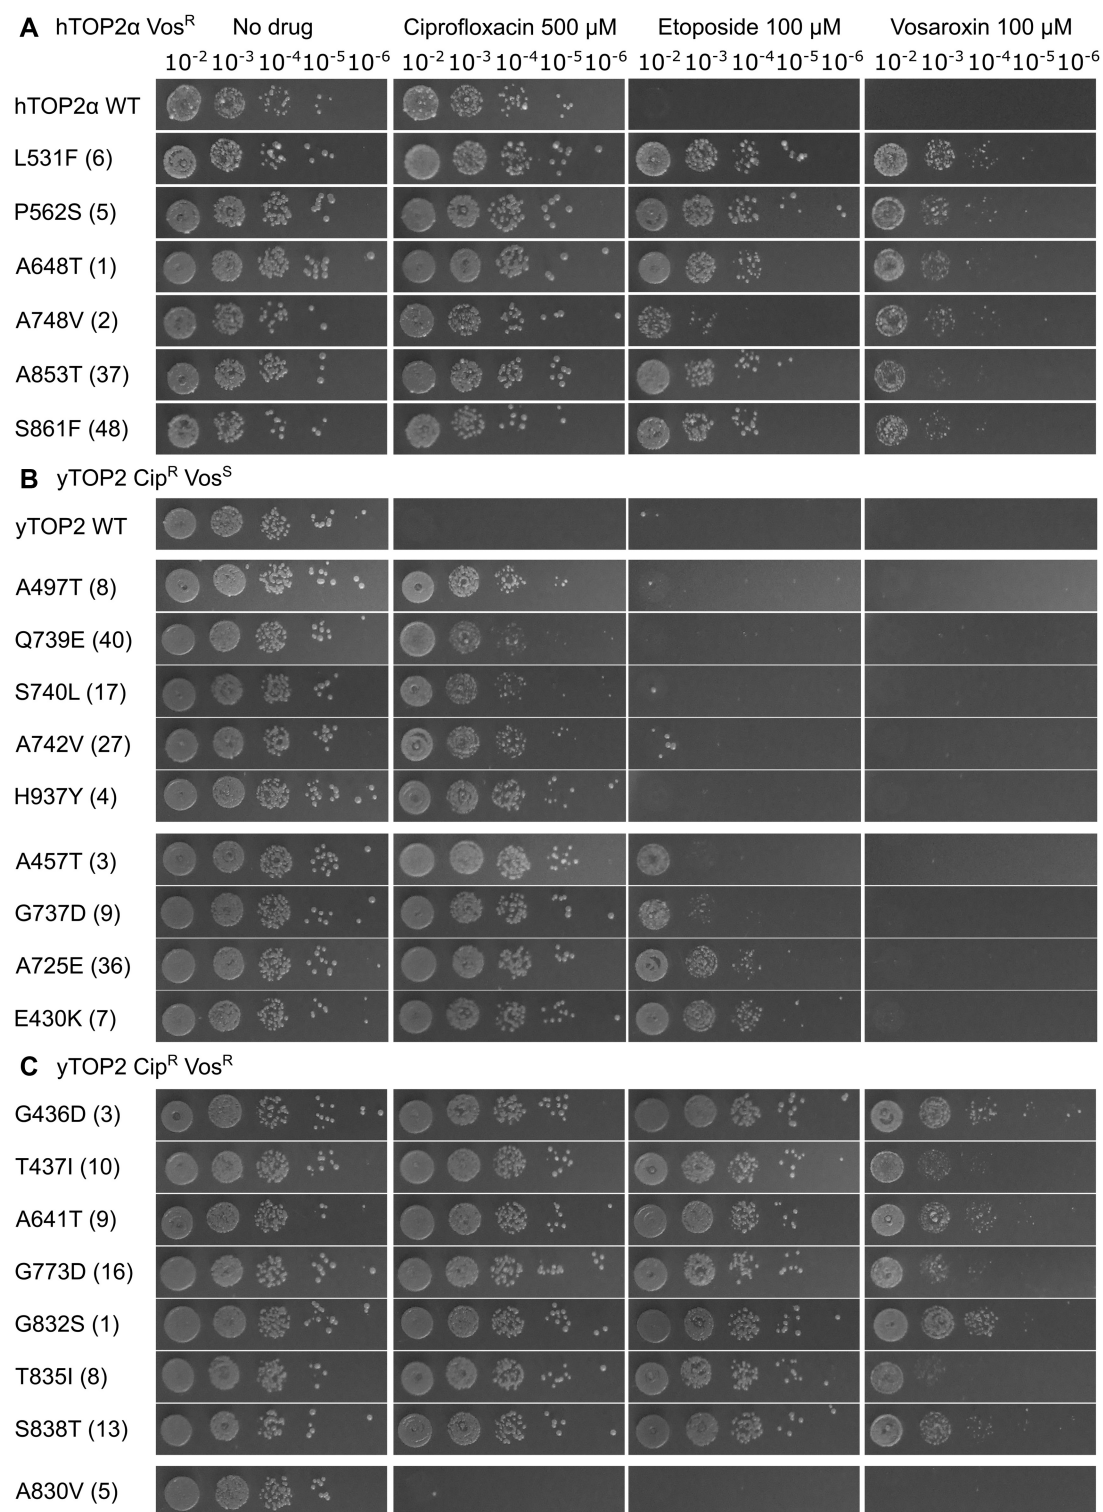 A hTOP2α Vosᴿ No drug Ciprofloxacin 500 µM Etoposide 100 µM Vosaroxin 100 µM
10⁻² 10⁻³ 10⁻⁴ 10⁻⁵ 10⁻⁶ 10⁻² 10⁻³ 10⁻⁴ 10⁻⁵ 10⁻⁶ 10⁻² 10⁻³ 10⁻⁴ 10⁻⁵ 10⁻⁶ 10⁻² 10⁻³ 10⁻⁴ 10⁻⁵ 10⁻⁶
hTOP2α WT
L531F (6)
P562S (5)
A648T (1)
A748V (2)
A853T (37)
S861F (48)
B yTOP2 Cipᴿ Vosˢ
yTOP2 WT
A497T (8)
Q739E (40)
S740L (17)
A742V (27)
H937Y (4)
A457T (3)
G737D (9)
A725E (36)
E430K (7)
C yTOP2 Cipᴿ Vosᴿ
G436D (3)
T437I (10)
A641T (9)
G773D (16)
G832S (1)
T835I (8)
S838T (13)
A830V (5)